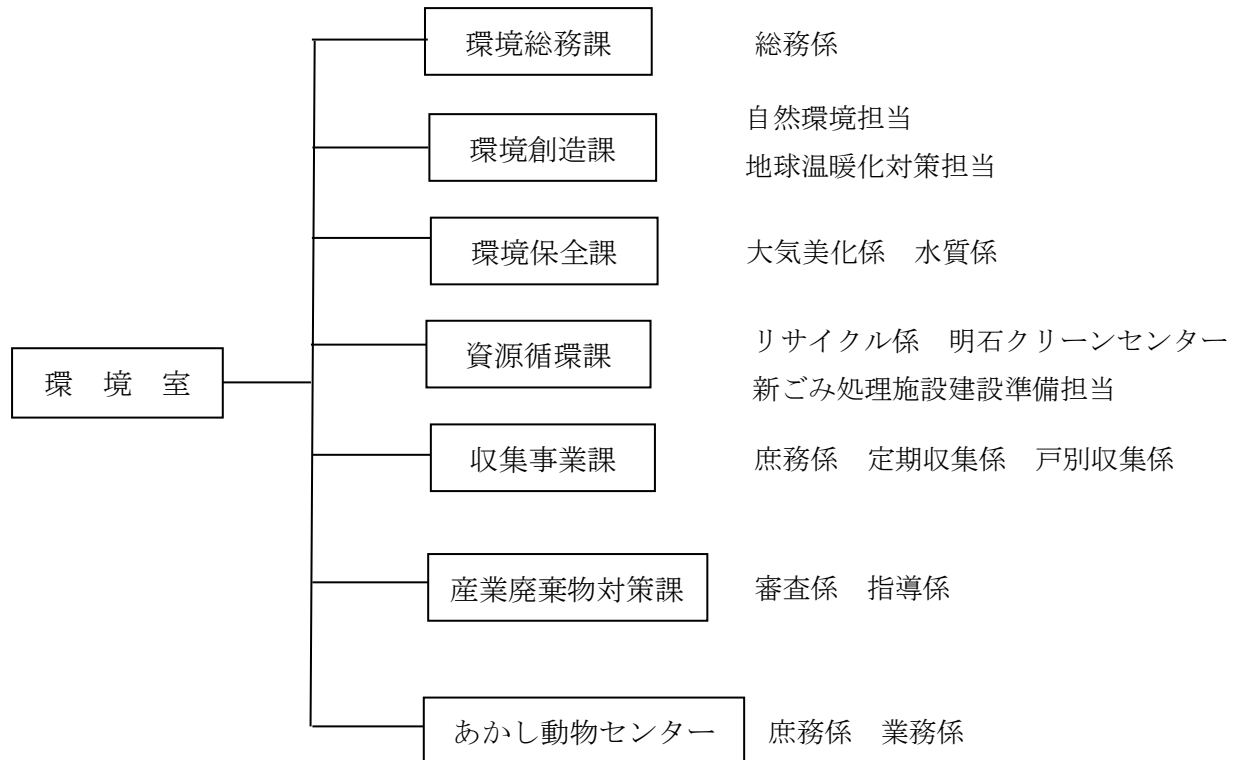 環境総務課　総務係
環境創造課　自然環境担当
地球温暖化対策担当
環境保全課　大気美化係　水質係
環　境　室
資源循環課　リサイクル係　明石クリーンセンター
新ごみ処理施設建設準備担当
収集事業課　庶務係　定期収集係　戸別収集係
産業廃棄物対策課　審査係　指導係
あかし動物センター　庶務係　業務係